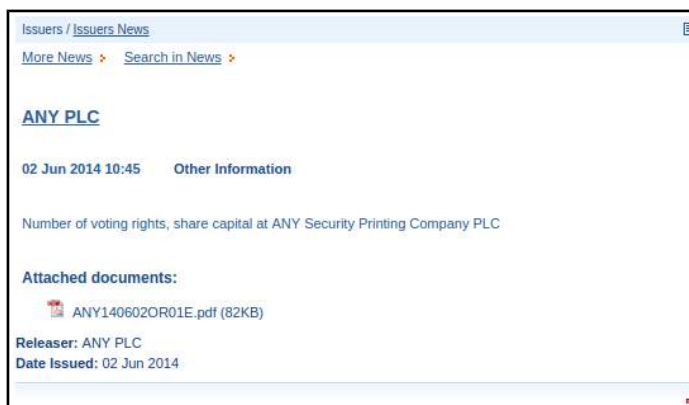 Issuers / Issuers News
More News Search in News
ANY PLC
02 Jun 2014 10:45 Other Information
Number of voting rights, share capital at ANY Security Printing Company PLC
Attached documents:
ANY140602OR01E.pdf (82KB)
Releaser: ANY PLC
Date Issued: 02 Jun 2014